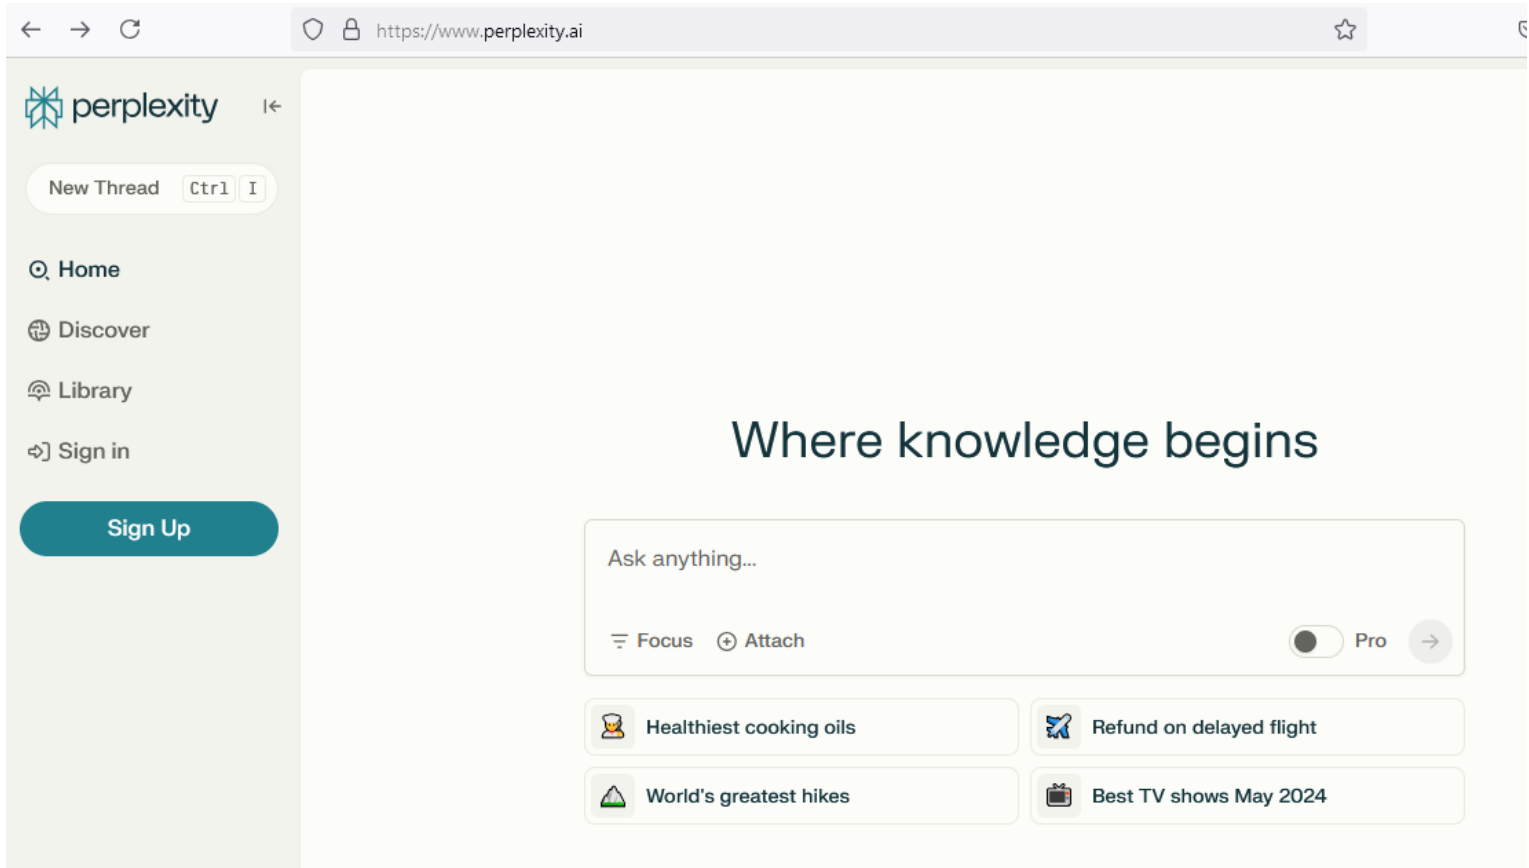 https://www.perplexity.ai
perplexity
New Thread Ctrl I
Home
Discover
Library
Sign in
Sign Up
Where knowledge begins
Ask anything...
Focus Attach Pro
Healthiest cooking oils
Refund on delayed flight
World's greatest hikes
Best TV shows May 2024